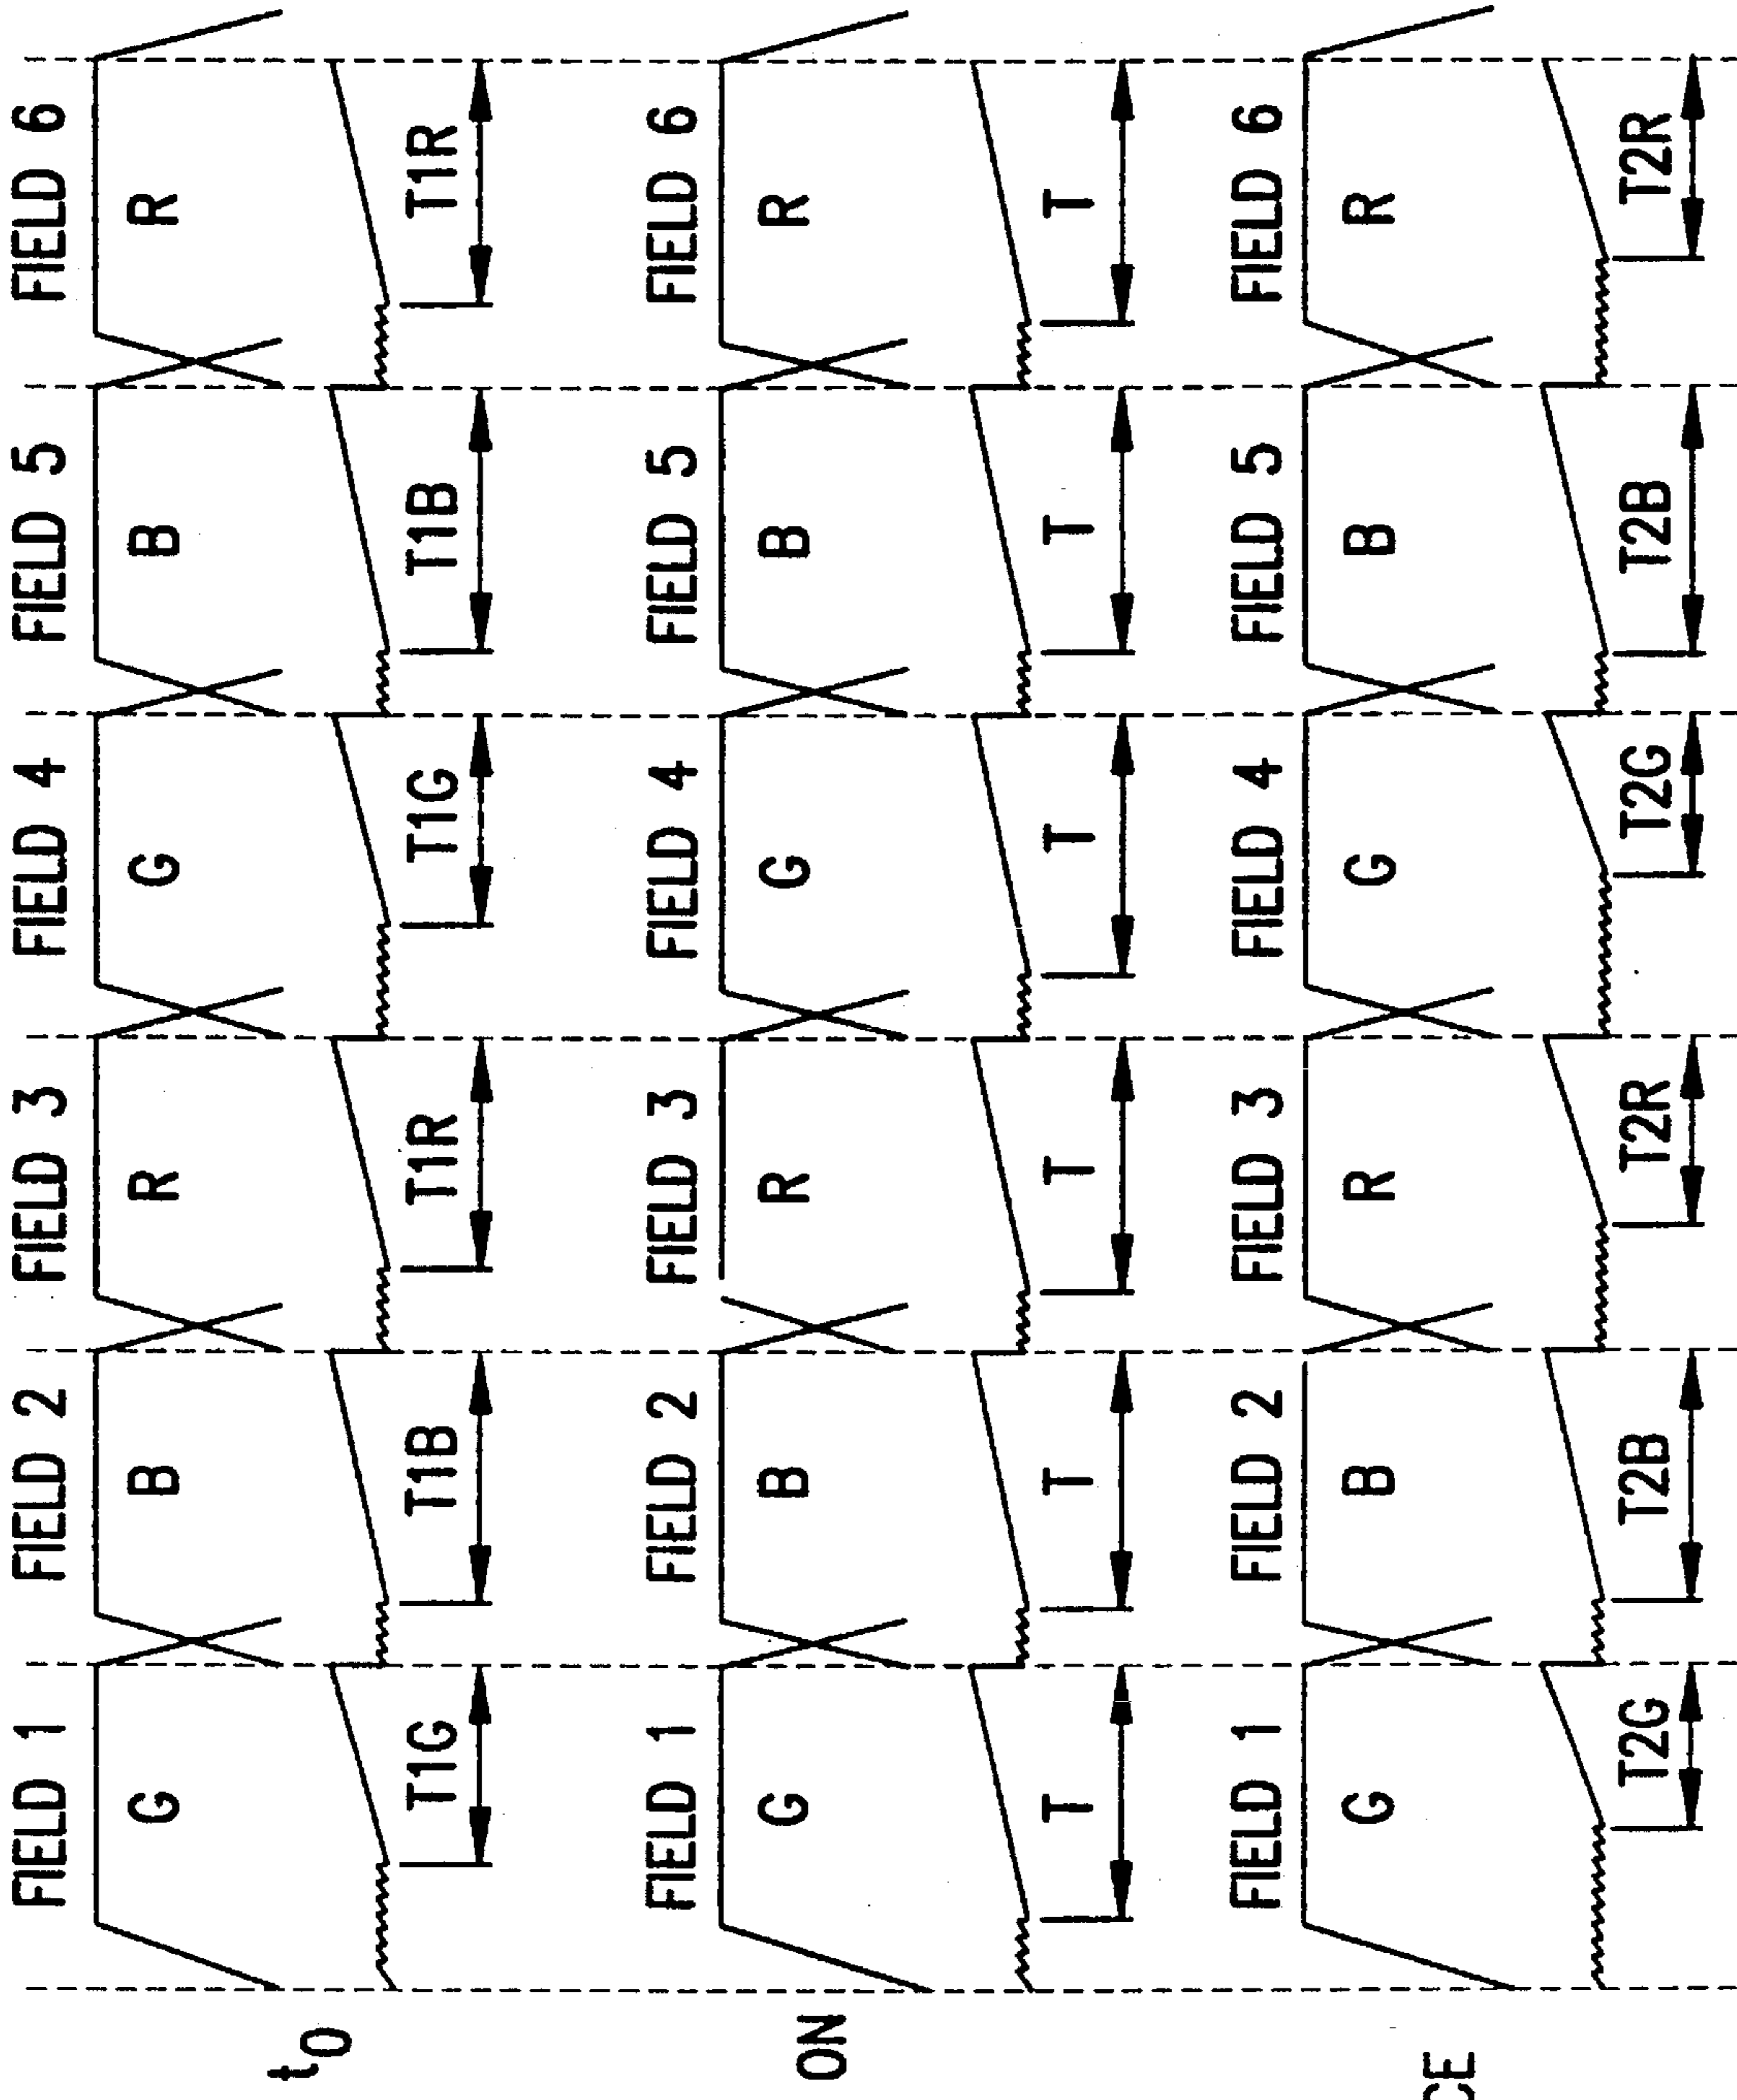 FIELD 1 FIELD 2 FIELD 3 FIELD 4 FIELD 5 FIELD 6
G B R G B R
t0
T1G T1B T1R T1G T1B T1R
FIELD 1 FIELD 2 FIELD 3 FIELD 4 FIELD 5 FIELD 6
G B R G B R
ON
T T T T T T
FIELD 1 FIELD 2 FIELD 3 FIELD 4 FIELD 5 FIELD 6
G B R G B R
CE
T2G T2B T2R T2G T2B T2R